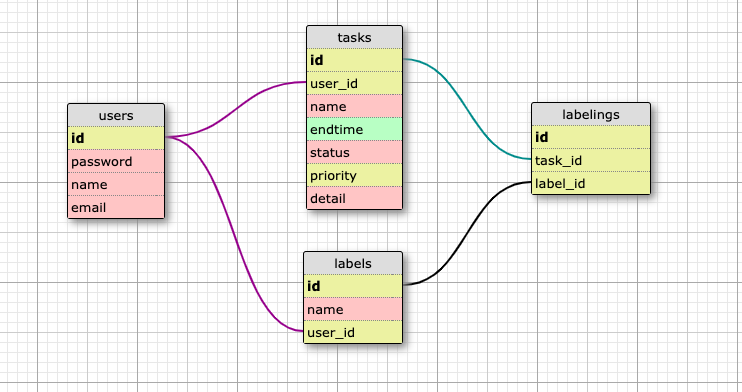 users
id
password
name
email
tasks
id
user_id
name
endtime
status
priority
detail
labels
id
name
user_id
labelings
id
task_id
label_id